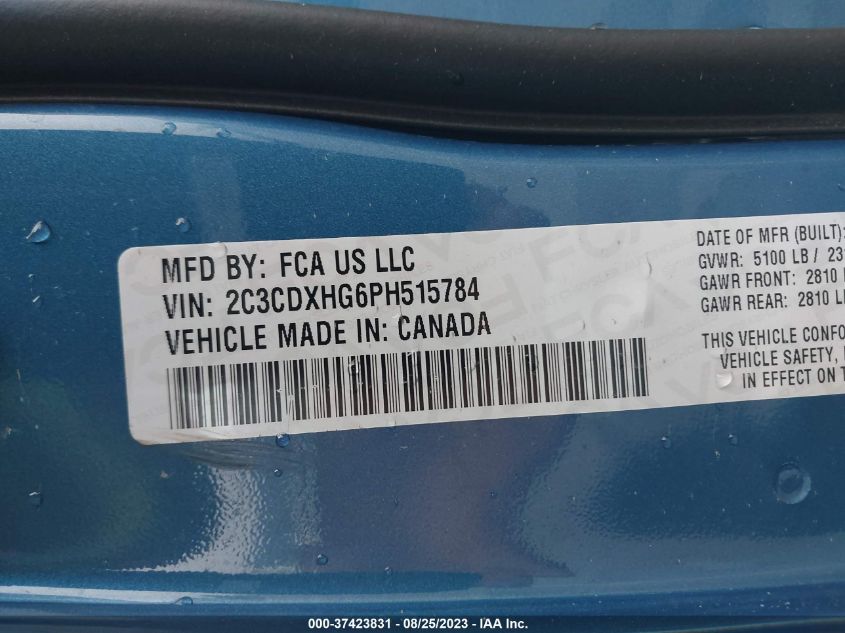 MFD BY: FCA US LLC
VIN: 2C3CDXHG6PH515784
VEHICLE MADE IN: CANADA
DATE OF MFR (BUILT):
GVWR: 5100 LB / 23
GAWR FRONT: 2810
GAWR REAR: 2810 L
THIS VEHICLE CONFO
VEHICLE SAFETY,
IN EFFECT ON T
000-37423831 - 08/25/2023 - IAA Inc.